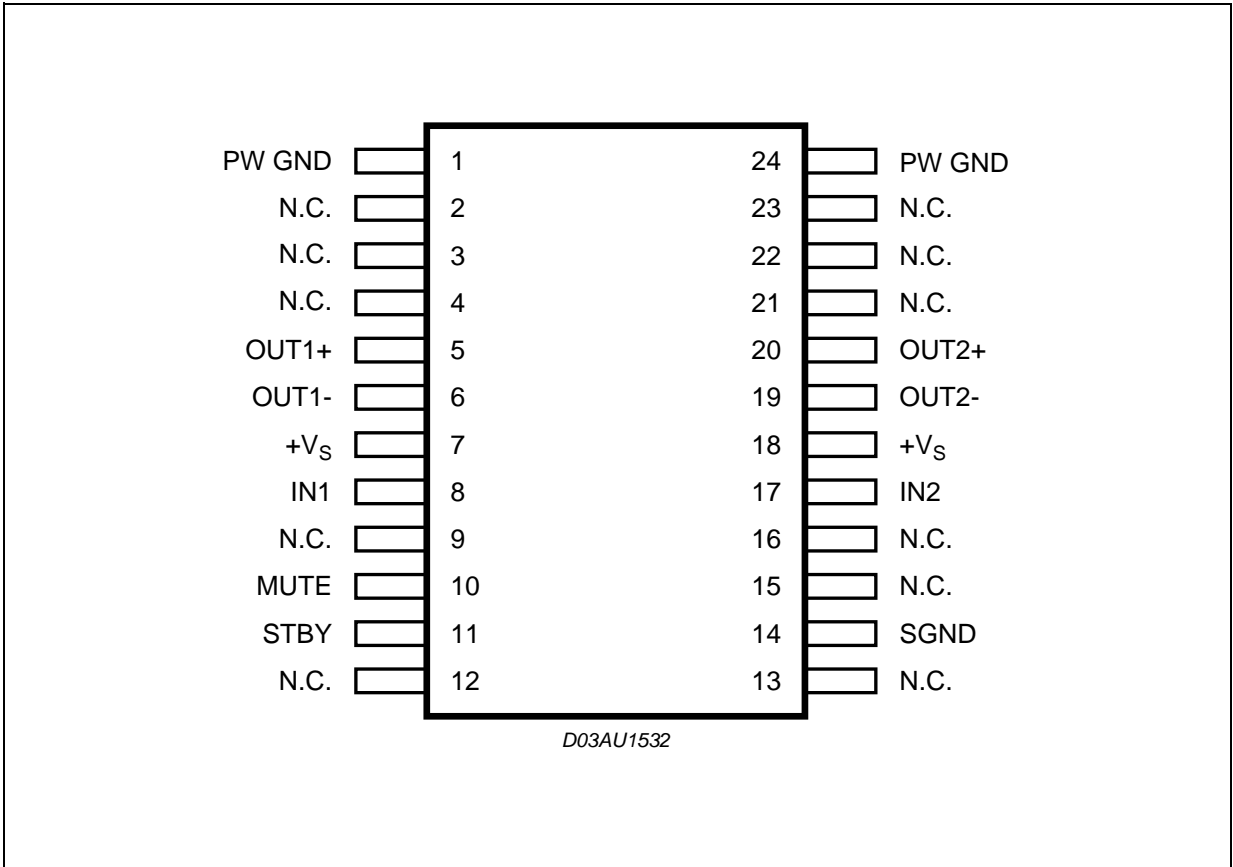 PW GND 1 24 PW GND
N.C. 2 23 N.C.
N.C. 3 22 N.C.
N.C. 4 21 N.C.
OUT1+ 5 20 OUT2+
OUT1- 6 19 OUT2-
+VS 7 18 +VS
IN1 8 17 IN2
N.C. 9 16 N.C.
MUTE 10 15 N.C.
STBY 11 14 SGND
N.C. 12 13 N.C.
D03AU1532